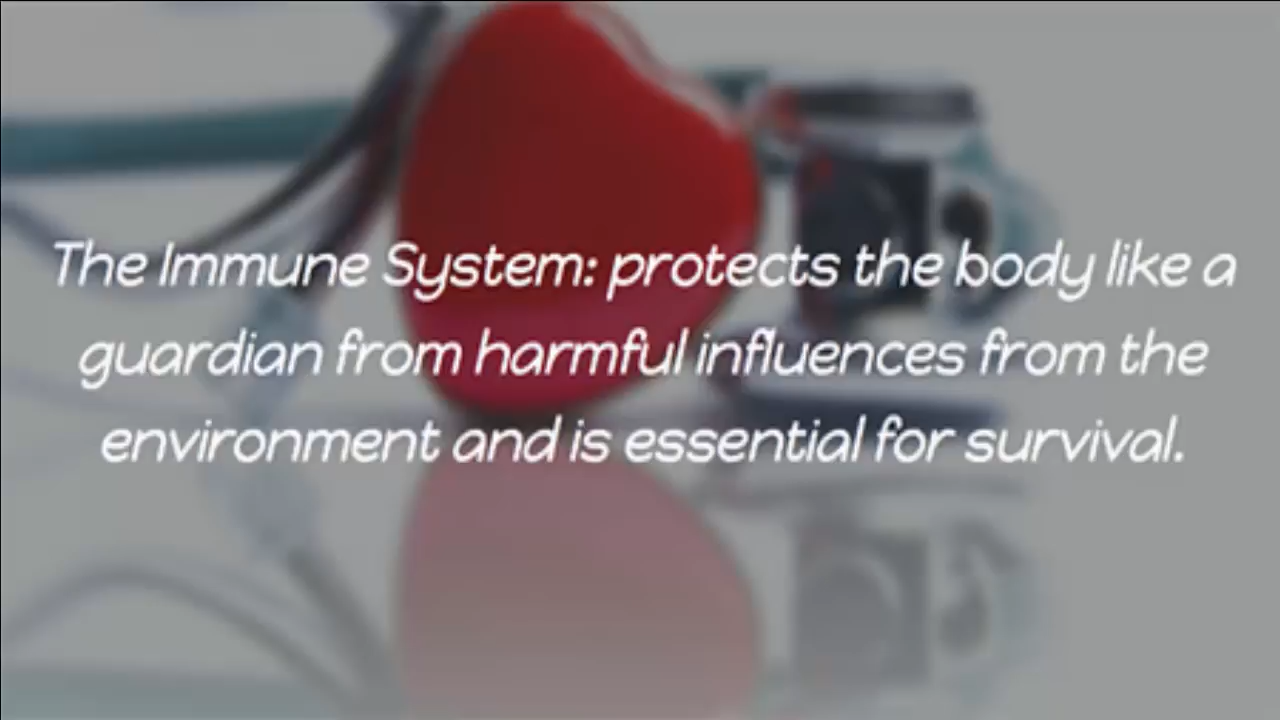 The Immune System: protects the body like a
guardian from harmful influences from the
environment and is essential for survival.